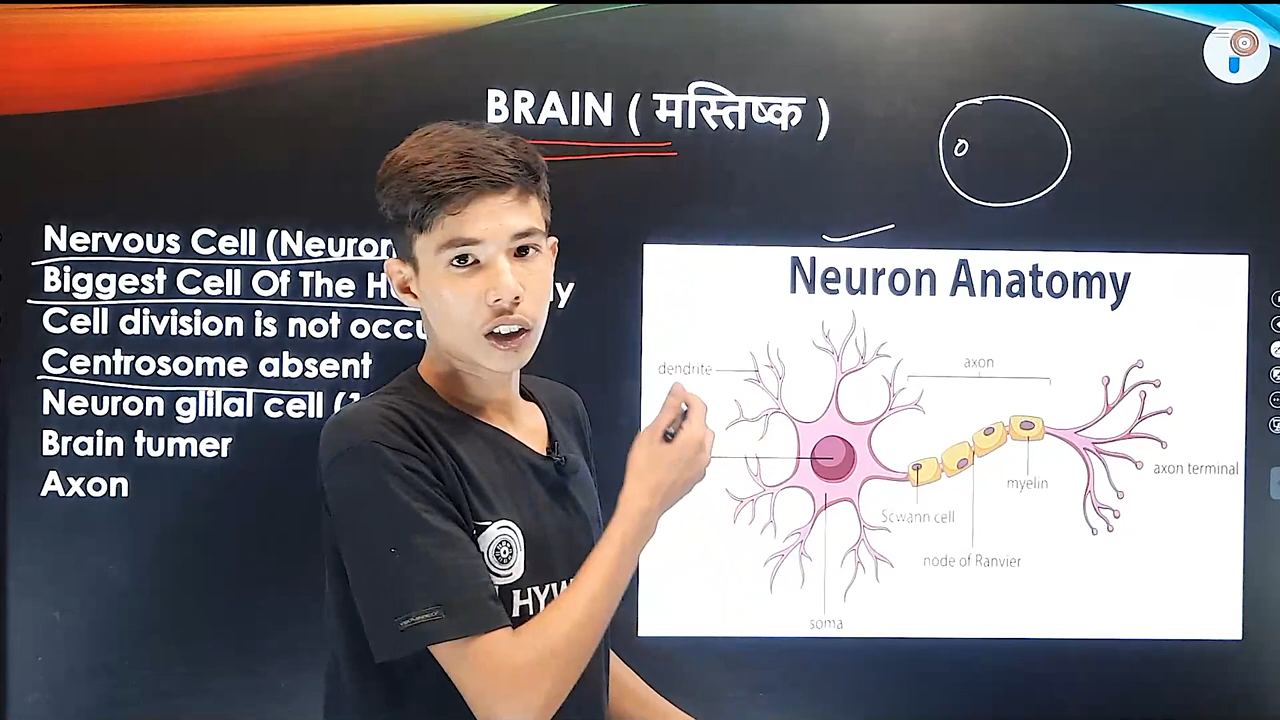 BRAIN ( मस्तिष्क )
Nervous Cell (Neuron
Biggest Cell Of The
Cell division is not
Centrosome absent
Neuron glilal cell (
Brain tumer
Axon
Neuron Anatomy
dendrite
axon
axon terminal
myelin
Scwann cell
node of Ranvier
soma